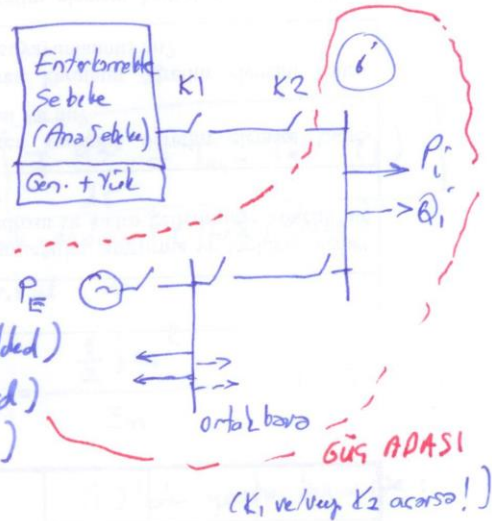 Enterkonnekte
Şebeke
(Ana Şebeke)
Gen. + Yük
K1
K2
i
Pi
Qi
PE
ortak bara
GÜÇ ADASI
(K1 ve/veya K2 açarsa!)